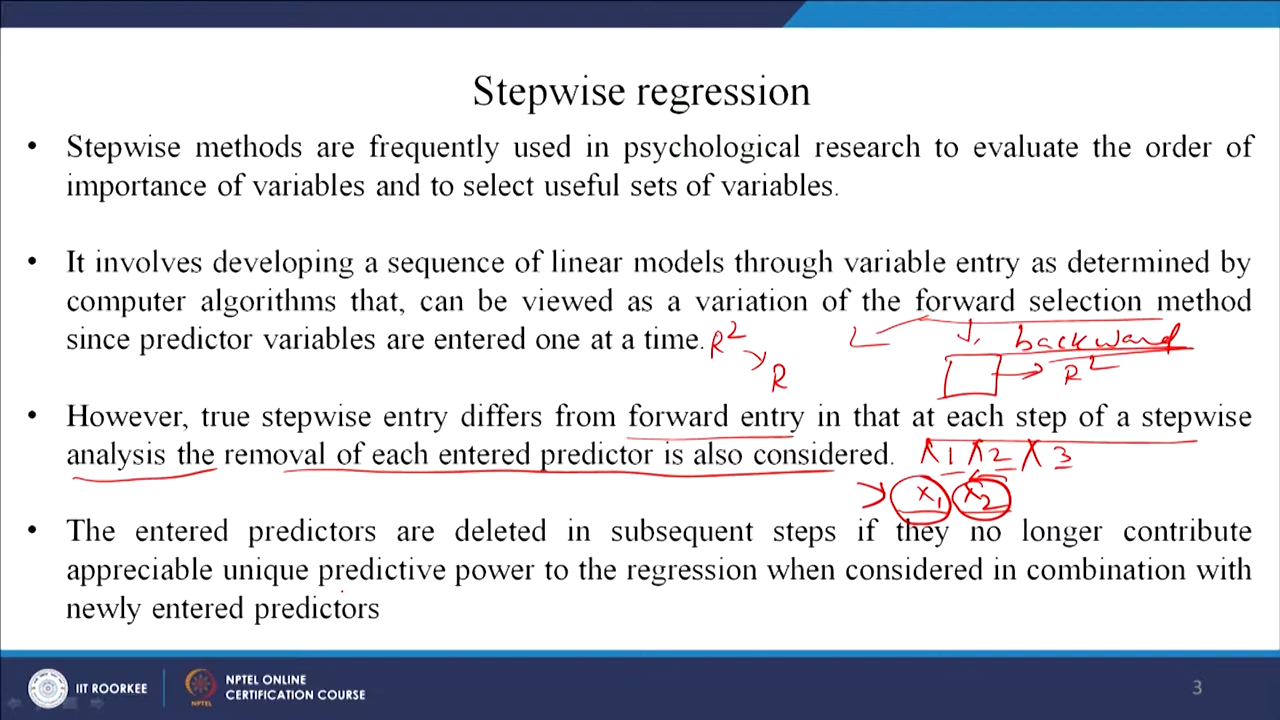 Stepwise regression
• Stepwise methods are frequently used in psychological research to evaluate the order of
importance of variables and to select useful sets of variables.
• It involves developing a sequence of linear models through variable entry as determined by
computer algorithms that, can be viewed as a variation of the forward selection method
since predictor variables are entered one at a time. R²
backward
R²
R
• However, true stepwise entry differs from forward entry in that at each step of a stepwise
analysis the removal of each entered predictor is also considered. X1 X2 X3
X₁ X₂
• The entered predictors are deleted in subsequent steps if they no longer contribute
appreciable unique predictive power to the regression when considered in combination with
newly entered predictors
IIT ROORKEE
NPTEL
NPTEL ONLINE
CERTIFICATION COURSE
3